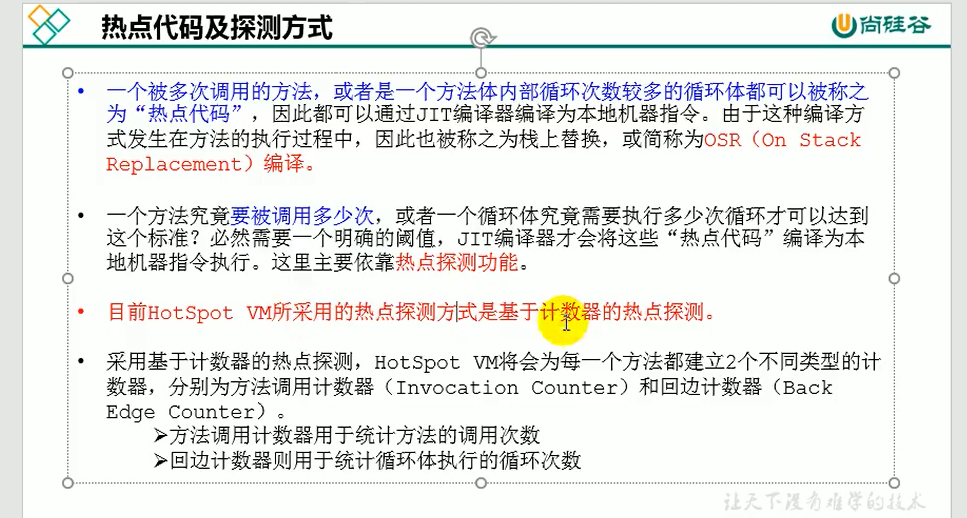 热点代码及探测方式
尚硅谷
• 一个被多次调用的方法，或者是一个方法体内部循环次数较多的循环体都可以被称之
为“热点代码”，因此都可以通过JIT编译器编译为本地机器指令。由于这种编译方
式发生在方法的执行过程中，因此也被称之为栈上替换，或简称为OSR（On Stack
Replacement）编译。
• 一个方法究竟要被调用多少次，或者一个循环体究竟需要执行多少次循环才可以达到
这个标准？必然需要一个明确的阈值，JIT编译器才会将这些“热点代码”编译为本
地机器指令执行。这里主要依靠热点探测功能。
• 目前HotSpot VM所采用的热点探测方式是基于计数器的热点探测。
• 采用基于计数器的热点探测，HotSpot VM将会为每一个方法都建立2个不同类型的计
数器，分别为方法调用计数器（Invocation Counter）和回边计数器（Back
Edge Counter）。
➢方法调用计数器用于统计方法的调用次数
➢回边计数器则用于统计循环体执行的循环次数
让天下没有难学的技术